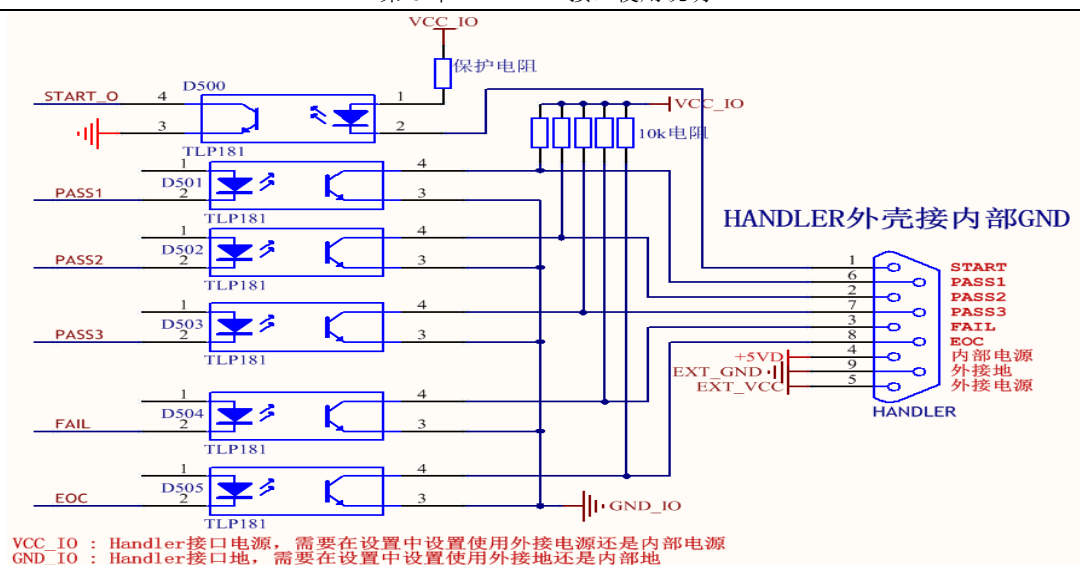 VCC_IO
保护电阻
D500
START_O
4
1
3
2
TLP181
VCC_IO
10k电阻
1
4
D501
PASS1
2
3
TLP181
1
4
D502
PASS2
2
3
TLP181
1
4
D503
PASS3
2
3
TLP181
1
4
D504
FAIL
2
3
TLP181
1
4
D505
EOC
2
3
TLP181
GND_IO
HANDLER外壳接内部GND
1
START
6
PASS1
2
PASS2
7
PASS3
3
FAIL
8
EOC
+5VD
4
内部电源
EXT_GND
9
外接地
EXT_VCC
5
外接电源
HANDLER
VCC_IO : Handler接口电源, 需要在设置中设置使用外接电源还是内部电源
GND_IO : Handler接口地, 需要在设置中设置使用外接地还是内部地